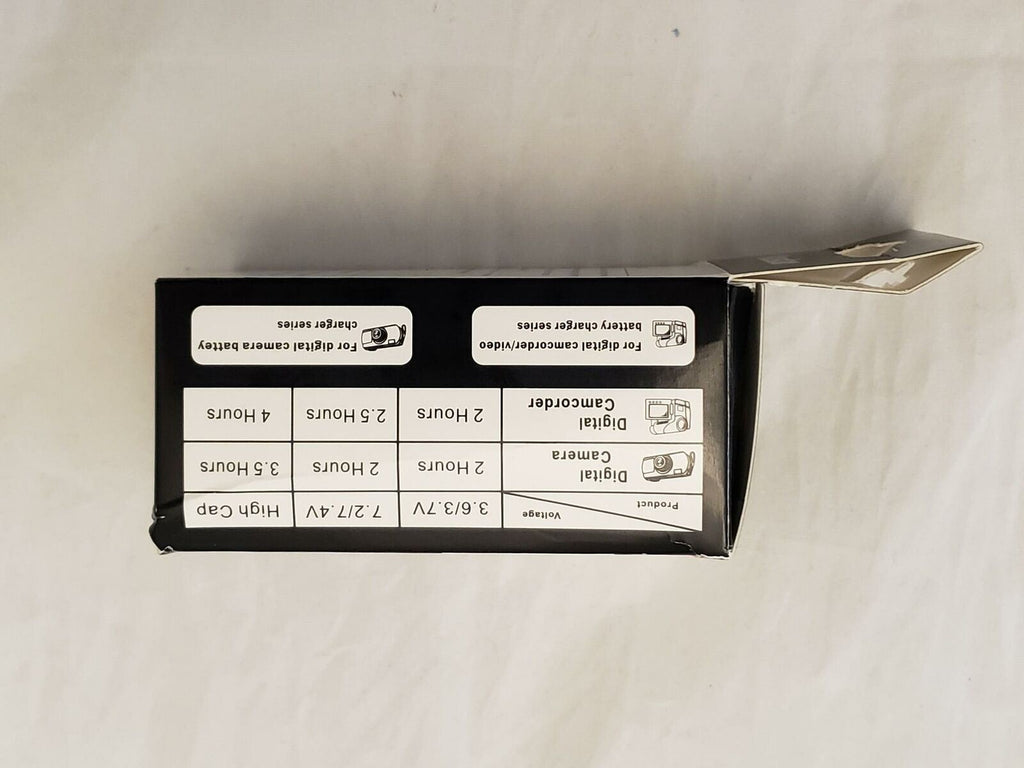 Product Voltage 3.6/3.7V 7.2/7.4V High Cap
Digital
Camera 2 Hours 2 Hours 3.5 Hours
Digital
Camcorder 2 Hours 2.5 Hours 4 Hours
For digital camcorder/video
battery charger series
For digital camera battey
charger series